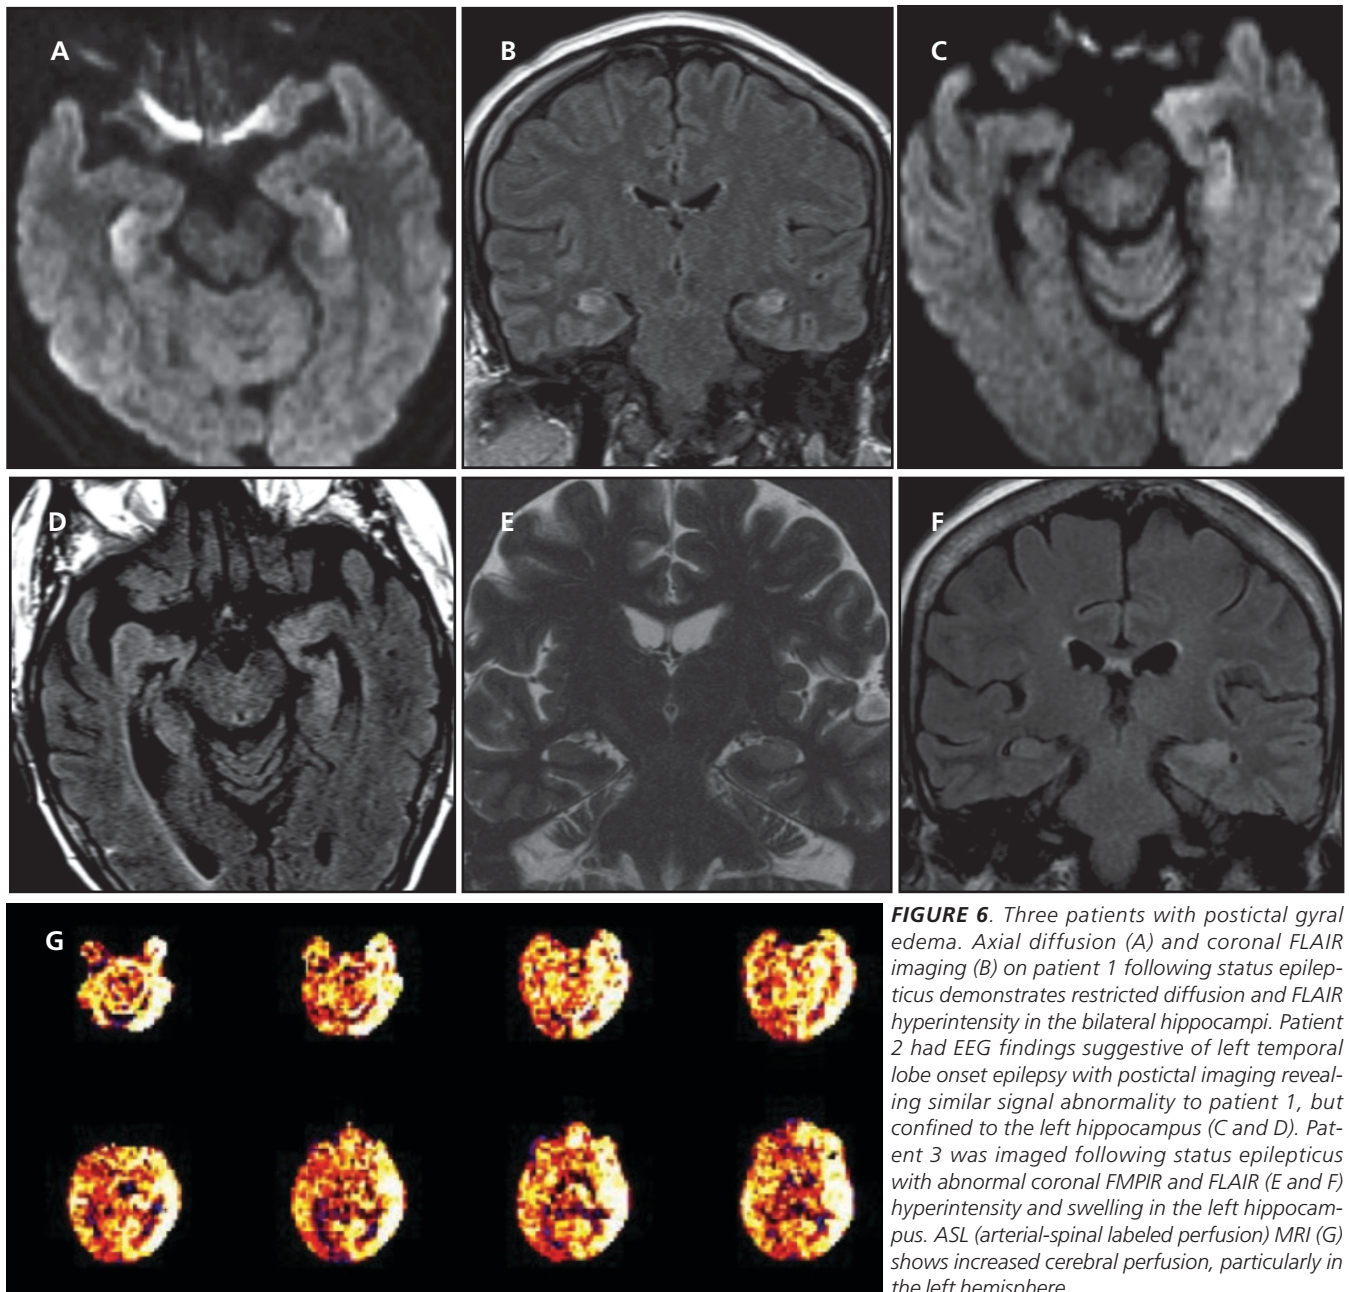 A
B
C
D
E
F
G
FIGURE 6. Three patients with postictal gyral
edema. Axial diffusion (A) and coronal FLAIR
imaging (B) on patient 1 following status epilep-
ticus demonstrates restricted diffusion and FLAIR
hyperintensity in the bilateral hippocampi. Patient
2 had EEG findings suggestive of left temporal
lobe onset epilepsy with postictal imaging reveal-
ing similar signal abnormality to patient 1, but
confined to the left hippocampus (C and D). Pat-
ent 3 was imaged following status epilepticus
with abnormal coronal FMPIR and FLAIR (E and F)
hyperintensity and swelling in the left hippocam-
pus. ASL (arterial-spinal labeled perfusion) MRI (G)
shows increased cerebral perfusion, particularly in
the left hemisphere.